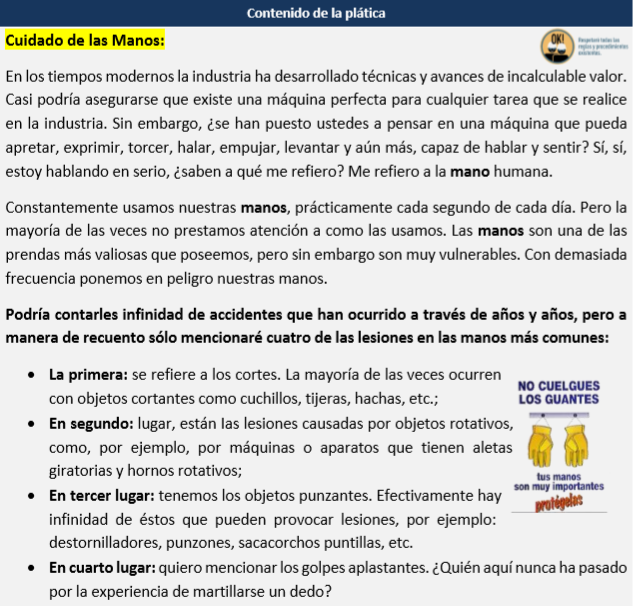 Contenido de la plática
Cuidado de las Manos:
OK!
En los tiempos modernos la industria ha desarrollado técnicas y avances de incalculable valor.
Casi podría asegurarse que existe una máquina perfecta para cualquier tarea que se realice
en la industria. Sin embargo, ¿se han puesto ustedes a pensar en una máquina que pueda
apretar, exprimir, torcer, halar, empujar, levantar y aún más, capaz de hablar y sentir? Sí, sí,
estoy hablando en serio, ¿saben a qué me refiero? Me refiero a la mano humana.
Constantemente usamos nuestras manos, prácticamente cada segundo de cada día. Pero la
mayoría de las veces no prestamos atención a como las usamos. Las manos son una de las
prendas más valiosas que poseemos, pero sin embargo son muy vulnerables. Con demasiada
frecuencia ponemos en peligro nuestras manos.
Podría contarles infinidad de accidentes que han ocurrido a través de años y años, pero a
manera de recuento sólo mencionaré cuatro de las lesiones en las manos más comunes:
• La primera: se refiere a los cortes. La mayoría de las veces ocurren
con objetos cortantes como cuchillos, tijeras, hachas, etc.;
• En segundo: lugar, están las lesiones causadas por objetos rotativos,
como, por ejemplo, por máquinas o aparatos que tienen aletas
giratorias y hornos rotativos;
• En tercer lugar: tenemos los objetos punzantes. Efectivamente hay
infinidad de éstos que pueden provocar lesiones, por ejemplo:
destornilladores, punzones, sacacorchos puntillas, etc.
• En cuarto lugar: quiero mencionar los golpes aplastantes. ¿Quién aquí nunca ha pasado
por la experiencia de martillarse un dedo?
NO CUELGUES
LOS GUANTES
tus manos
son muy importantes
protégelas